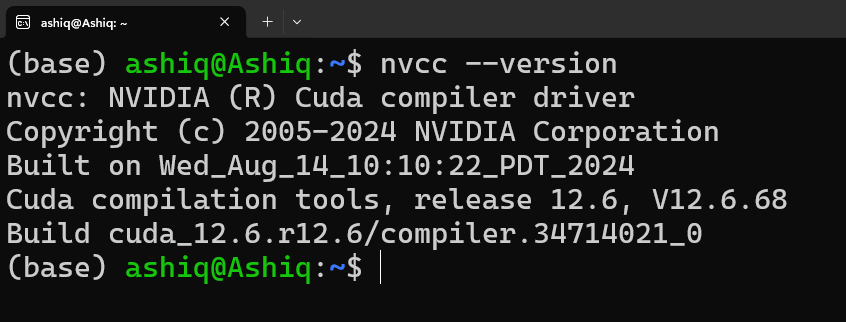 ashiq@Ashiq: ~
(base) ashiq@Ashiq:~$ nvcc --version
nvcc: NVIDIA (R) Cuda compiler driver
Copyright (c) 2005-2024 NVIDIA Corporation
Built on Wed_Aug_14_10:10:22_PDT_2024
Cuda compilation tools, release 12.6, V12.6.68
Build cuda_12.6.r12.6/compiler.34714021_0
(base) ashiq@Ashiq:~$